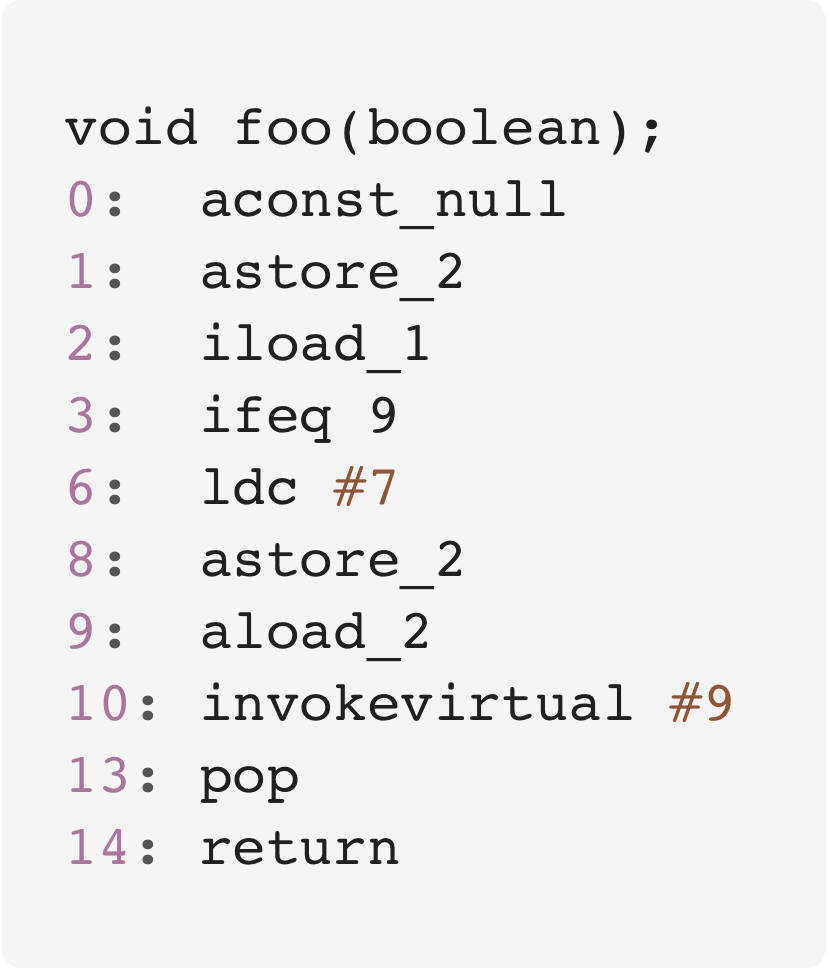 void foo(boolean);
0:  aconst_null
1:  astore_2
2:  iload_1
3:  ifeq 9
6:  ldc #7
8:  astore_2
9:  aload_2
10: invokevirtual #9
13: pop
14: return